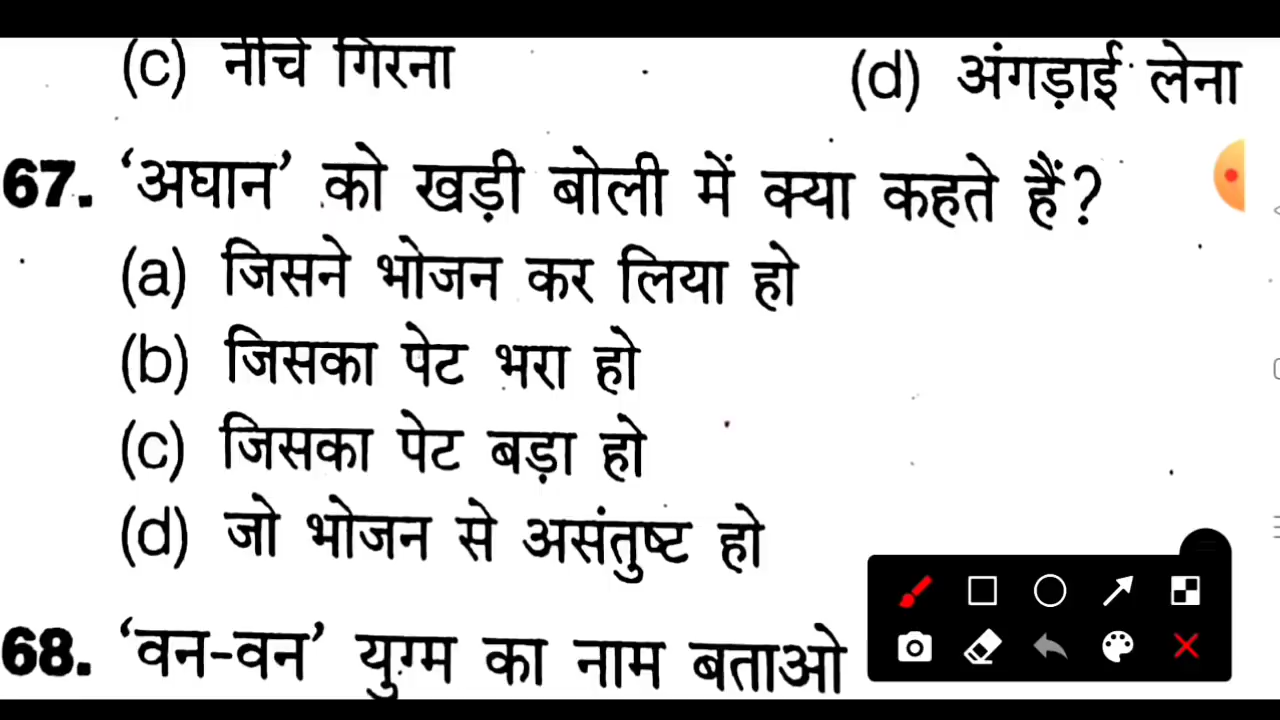 (c) नीचे गिरना (d) अंगड़ाई लेना
67. ‘अघान’ को खड़ी बोली में क्या कहते हैं?
(a) जिसने भोजन कर लिया हो
(b) जिसका पेट भरा हो
(c) जिसका पेट बड़ा हो
(d) जो भोजन से असंतुष्ट हो
68. ‘वन-वन’ युग्म का नाम बताओ